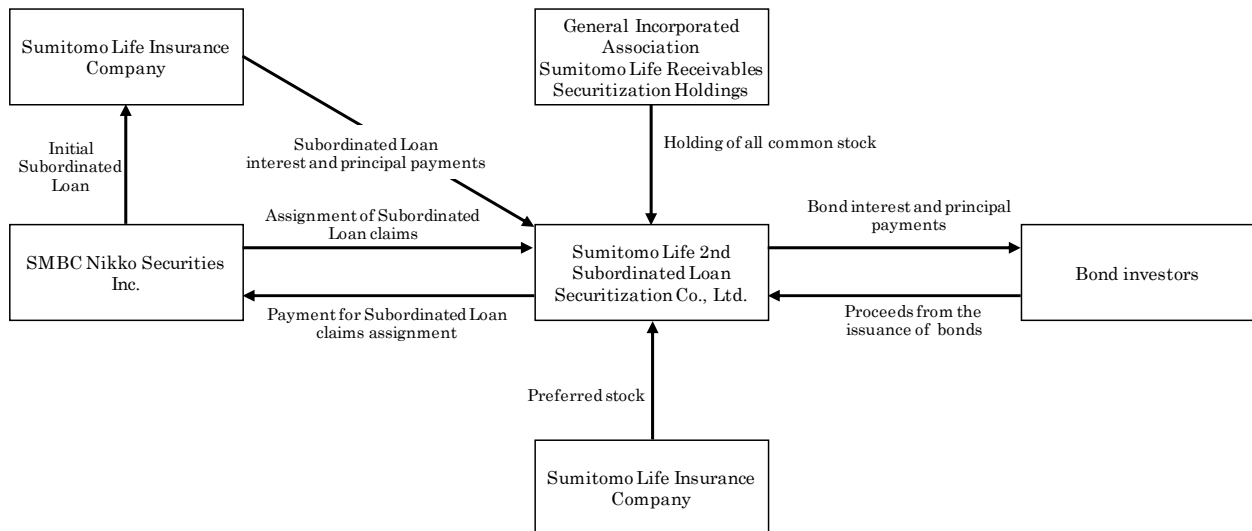 Sumitomo Life Insurance
Company
General Incorporated
Association
Sumitomo Life Receivables
Securitization Holdings
Initial
Subordinated
Loan
Subordinated Loan
interest and principal payments
Holding of all common stock
Assignment of Subordinated
Loan claims
Bond interest and principal
payments
SMBC Nikko Securities
Inc.
Sumitomo Life 2nd
Subordinated Loan
Securitization Co., Ltd.
Bond investors
Payment for Subordinated Loan
claims assignment
Proceeds from the
issuance of bonds
Preferred stock
Sumitomo Life Insurance
Company